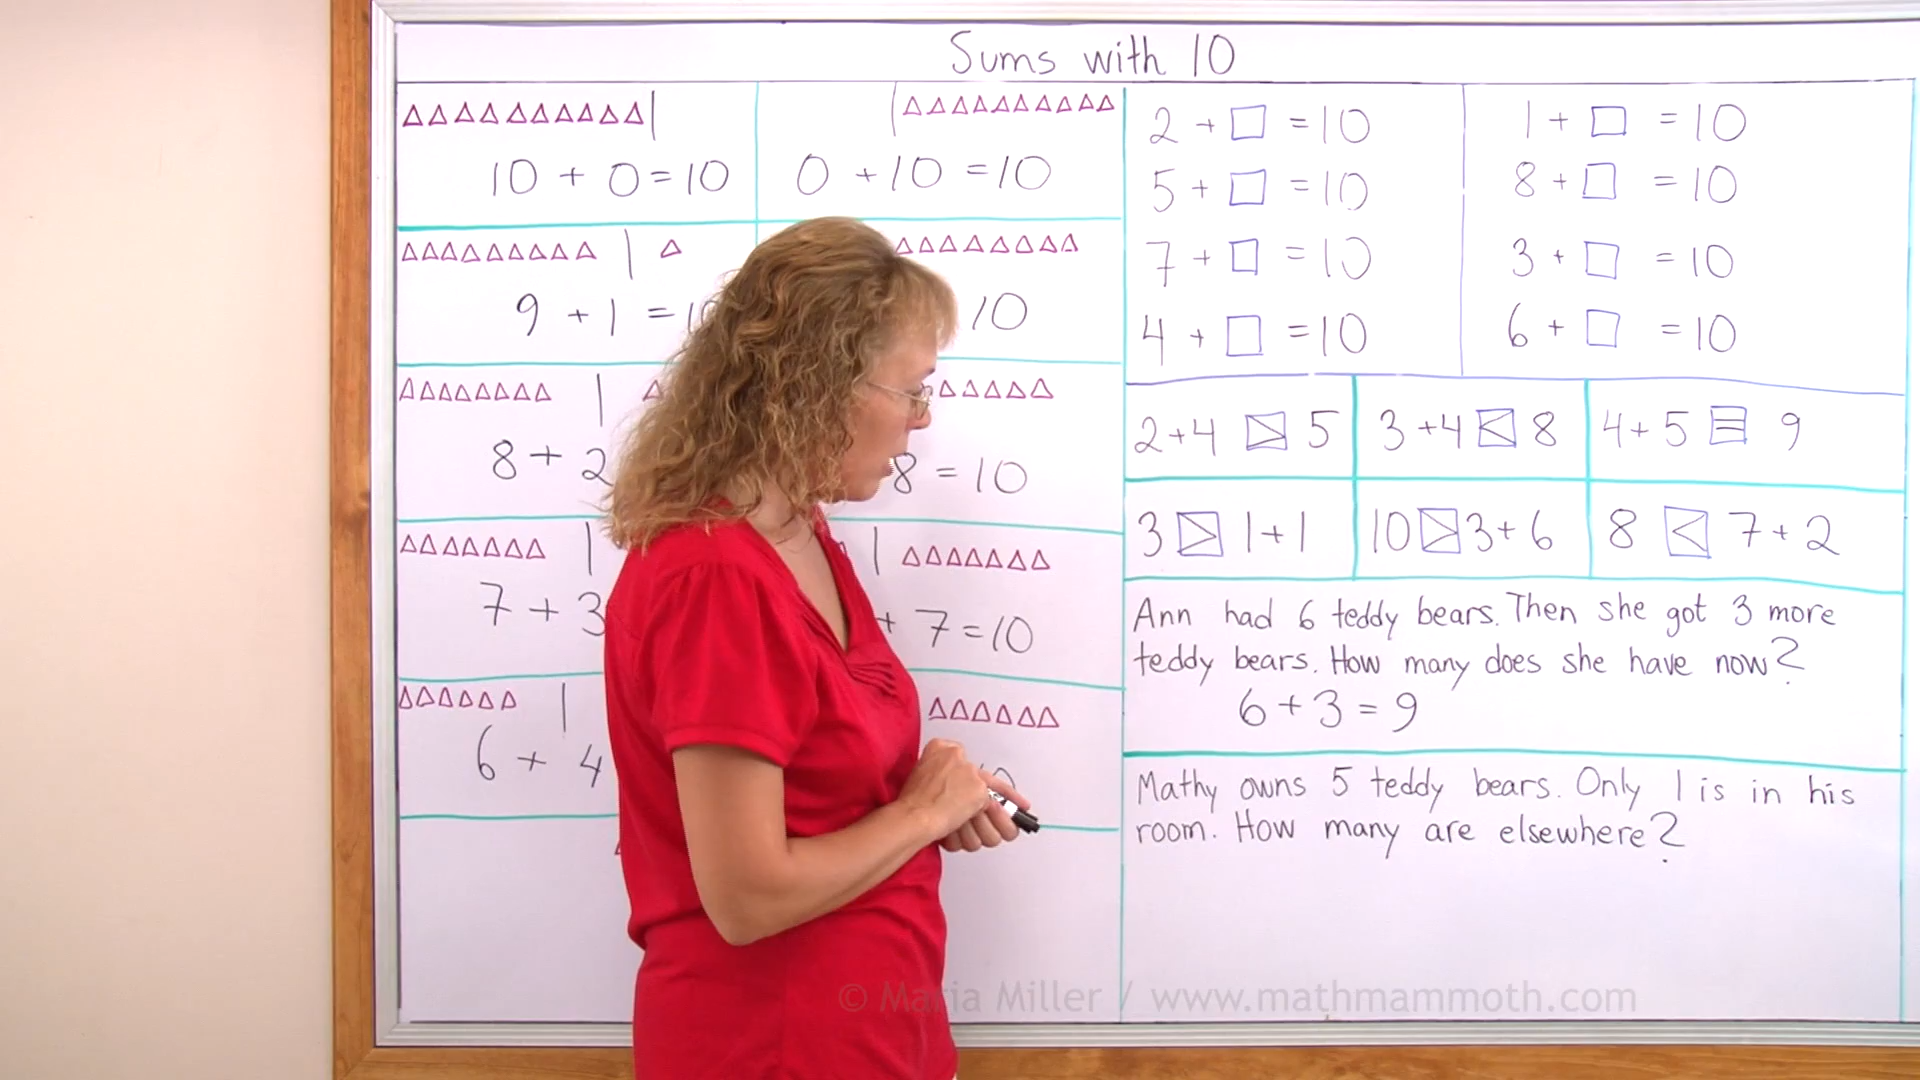 Sums with 10
10 + 0 = 10
0 + 10 = 10
9 + 1 = 10
10
8 + 2
8 = 10
7 + 3
+ 7 = 10
6 + 4
10
2 + □ = 10
5 + □ = 10
7 + □ = 10
4 + □ = 10
1 + □ = 10
8 + □ = 10
3 + □ = 10
6 + □ = 10
2+4 > 5
3+4 < 8
4+5 = 9
3 > 1+1
10 > 3+6
8 < 7+2
Ann had 6 teddy bears. Then she got 3 more
teddy bears. How many does she have now?
6 + 3 = 9
Mathy owns 5 teddy bears. Only 1 is in his
room. How many are elsewhere?
© Maria Miller / www.mathmammoth.com